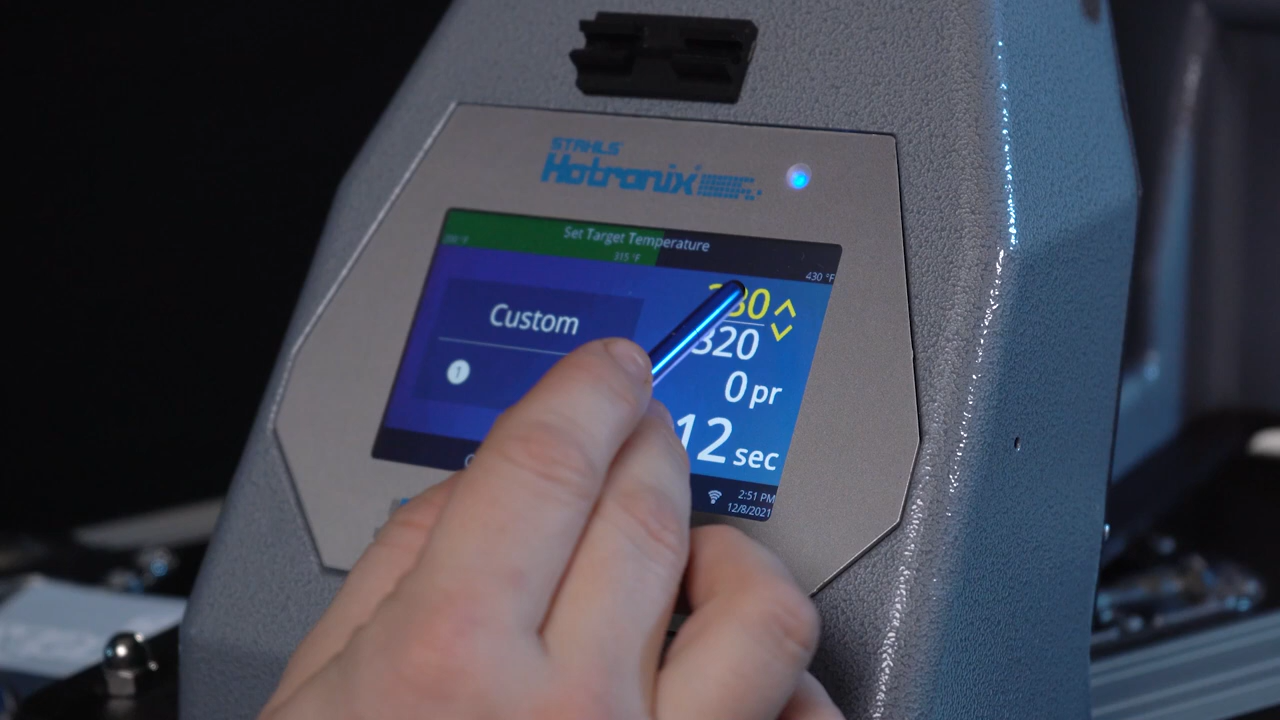 STAHLS'
Hotronix
Set Target Temperature
315 °F
430 °F
Custom
1
320
0 pr
12 sec
2:51 PM
12/8/2021